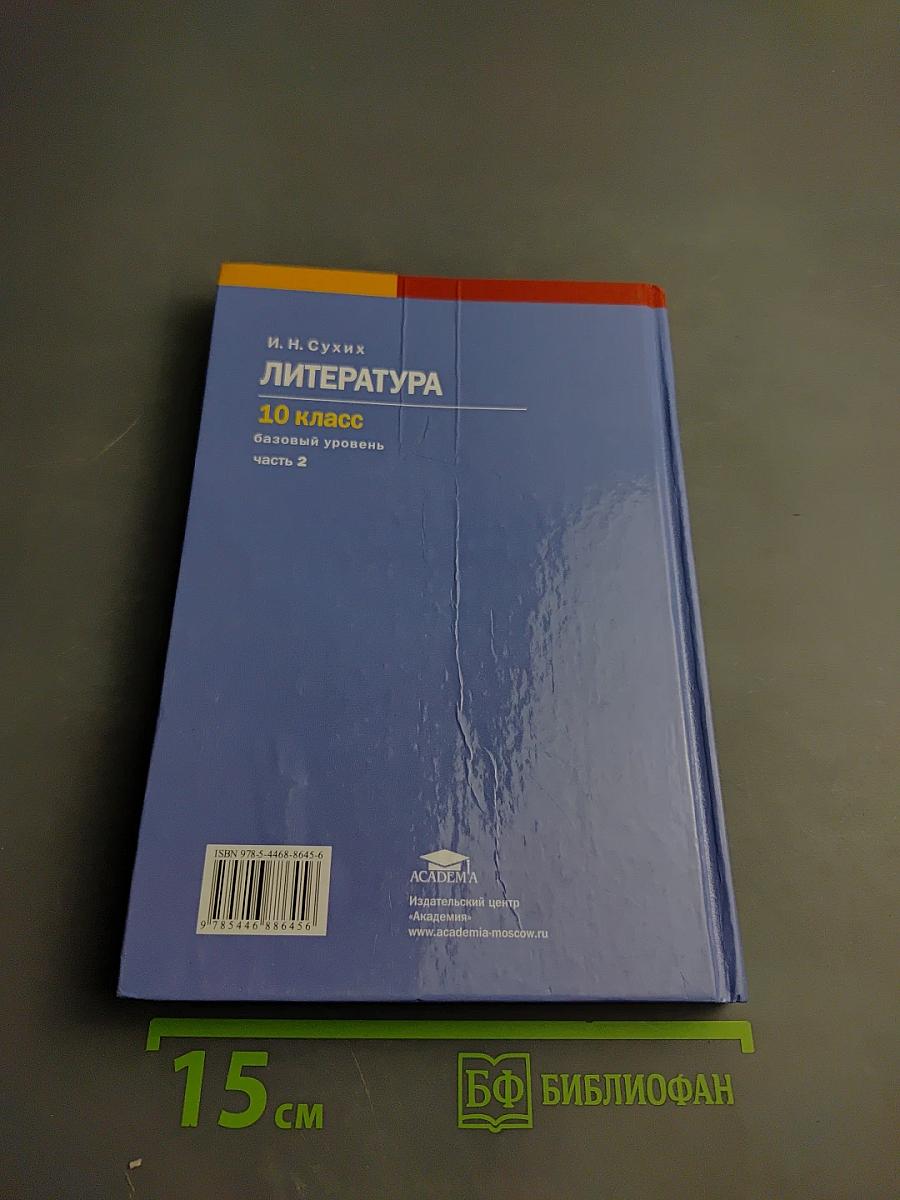 И. Н. Сухих
ЛИТЕРАТУРА
10 класс
базовый уровень
часть 2
ISBN 978-5-4468-8645-6
9 785446 886456
ACADEMA
Издательский центр
«Академия»
www.academia-moscow.ru
15 см
БФ БИБЛИОФАН